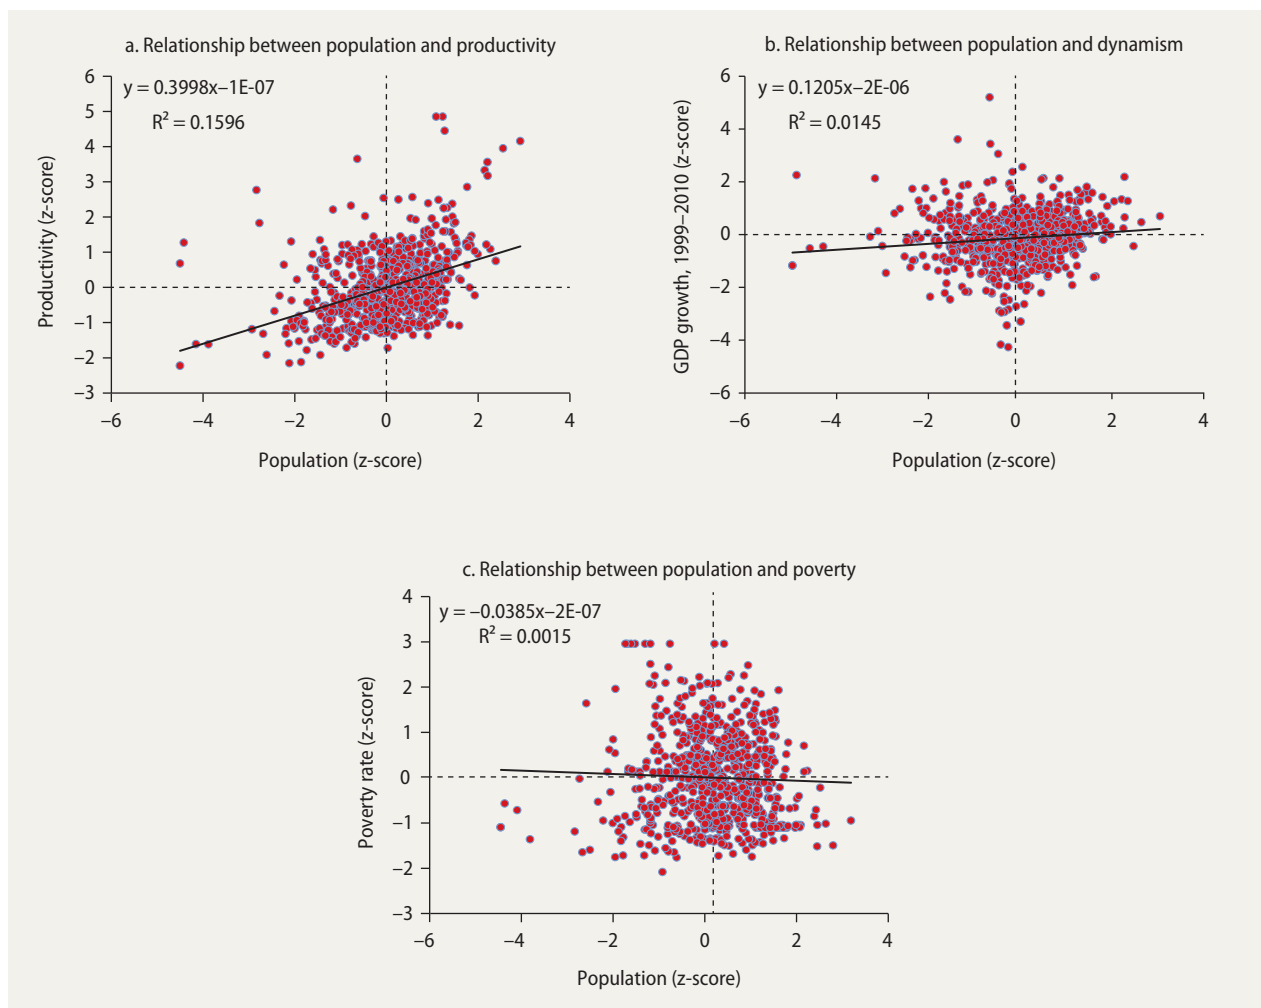 a. Relationship between population and productivity
y = 0.3998x–1E-07
R² = 0.1596
Productivity (z-score)
6
5
4
3
2
1
0
–1
–2
–3
–6
–4
–2
0
2
4
Population (z-score)
b. Relationship between population and dynamism
y = 0.1205x–2E-06
R² = 0.0145
GDP growth, 1999–2010 (z-score)
6
4
2
0
–2
–4
–6
–6
–4
–2
0
2
4
Population (z-score)
c. Relationship between population and poverty
y = –0.0385x–2E-07
R² = 0.0015
Poverty rate (z-score)
4
3
2
1
0
–1
–2
–3
–6
–4
–2
0
2
4
Population (z-score)